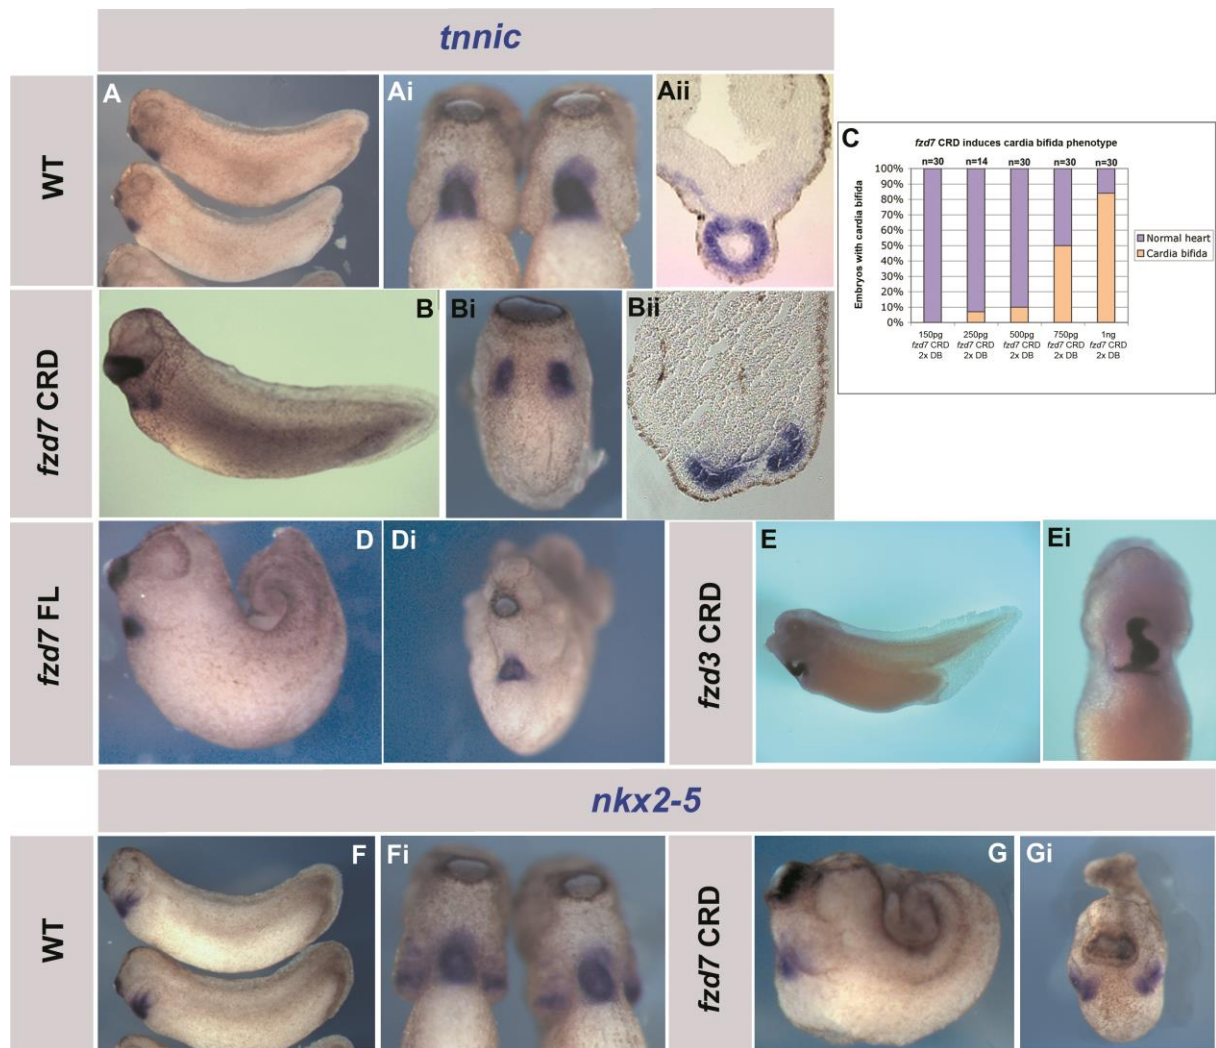 tnnic
WT
A
Ai
Aii
fzd7 CRD
B
Bi
Bii
C
fzd7 CRD induces cardia bifida phenotype
n=30 n=14 n=30 n=30 n=30
Embryos with cardia bifida
100%
90%
80%
70%
60%
50%
40%
30%
20%
10%
0%
150pg 250pg 500pg 750pg 1ng
fzd7 CRD fzd7 CRD fzd7 CRD fzd7 CRD fzd7 CRD
2x DB 2x DB 2x DB 2x DB 2x DB
Normal heart
Cardia bifida
fzd7 FL
D
Di
fzd3 CRD
E
Ei
nkx2-5
WT
F
Fi
fzd7 CRD
G
Gi